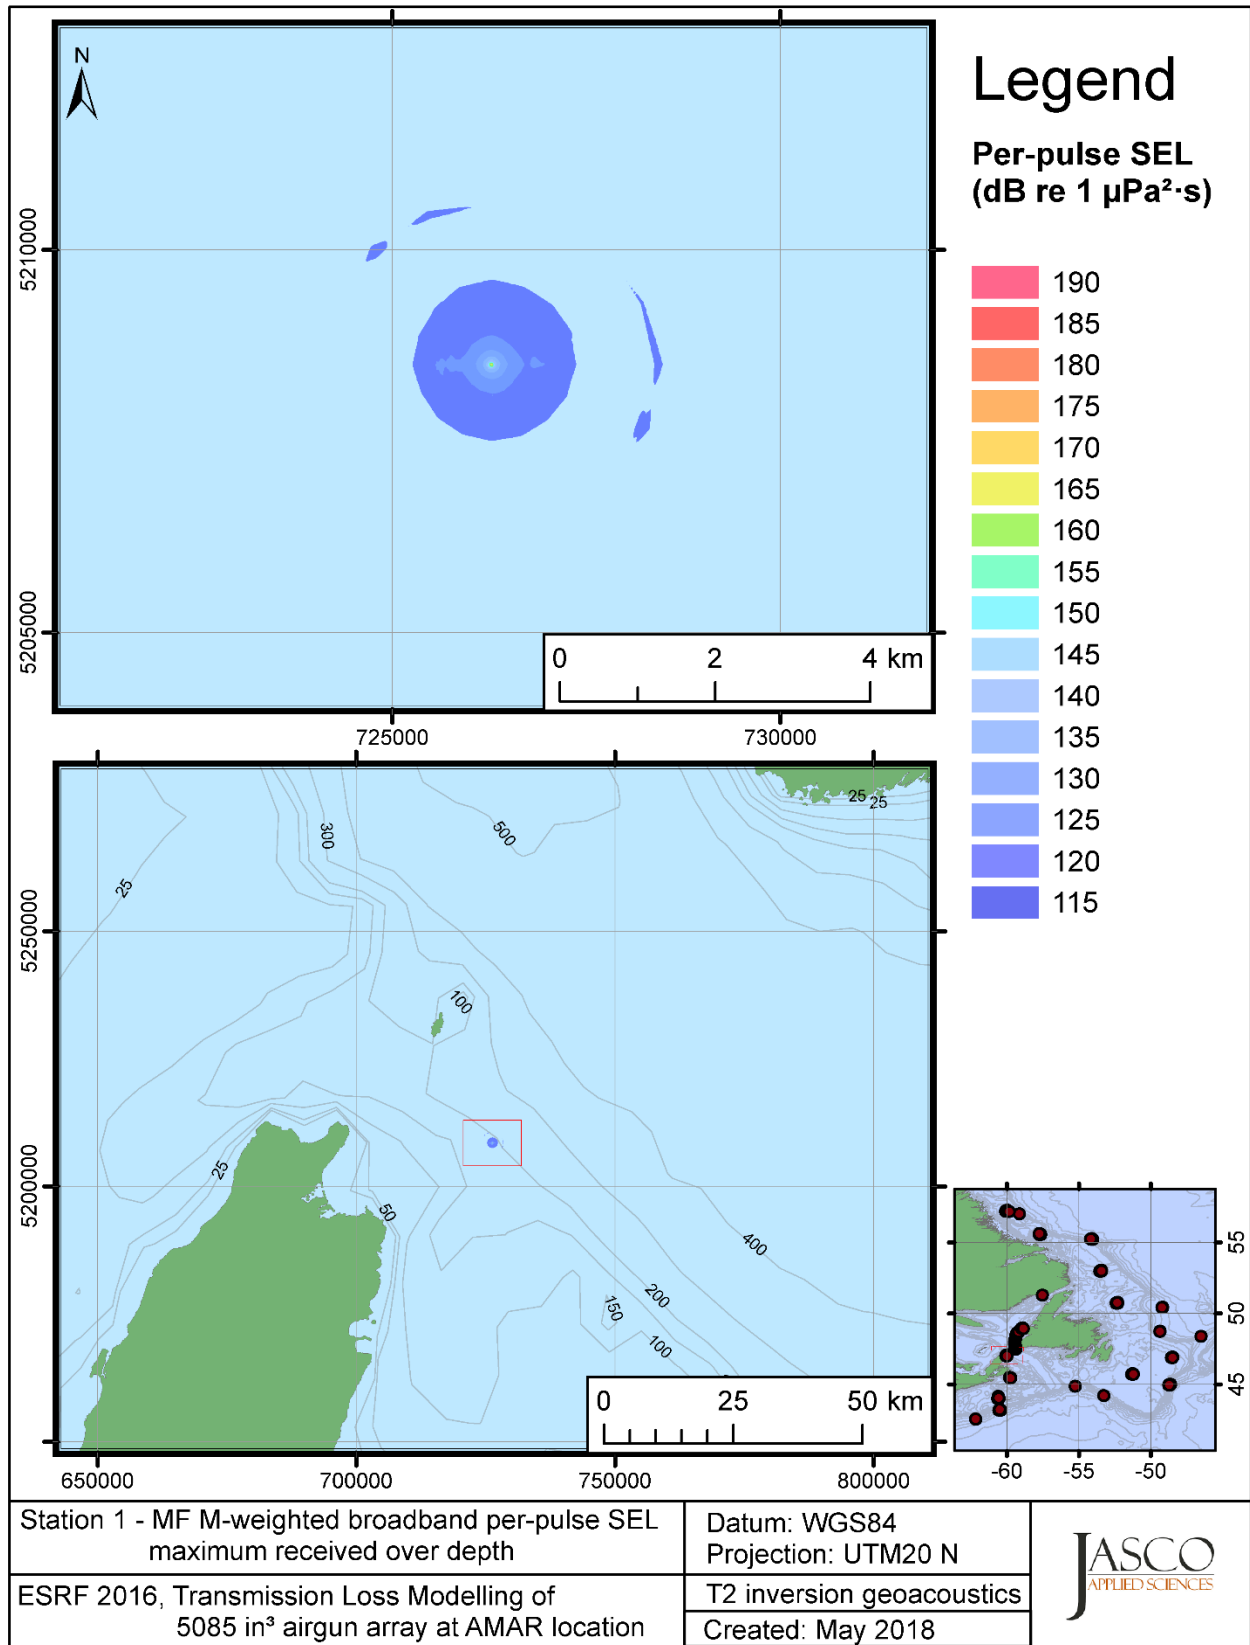 N
5210000
5205000
0 2 4 km
725000
730000
Legend
Per-pulse SEL
(dB re 1 µPa²·s)
190
185
180
175
170
165
160
155
150
145
140
135
130
125
120
115
25
300
500
25
25
100
25
50
400
200
150
100
5250000
5200000
0 25 50 km
650000
700000
750000
800000
55
50
45
-60
-55
-50
Station 1 - MF M-weighted broadband per-pulse SEL
maximum received over depth
ESRF 2016, Transmission Loss Modelling of
5085 in³ airgun array at AMAR location
Datum: WGS84
Projection: UTM20 N
T2 inversion geoacoustics
Created: May 2018
JASCO
APPLIED SCIENCES